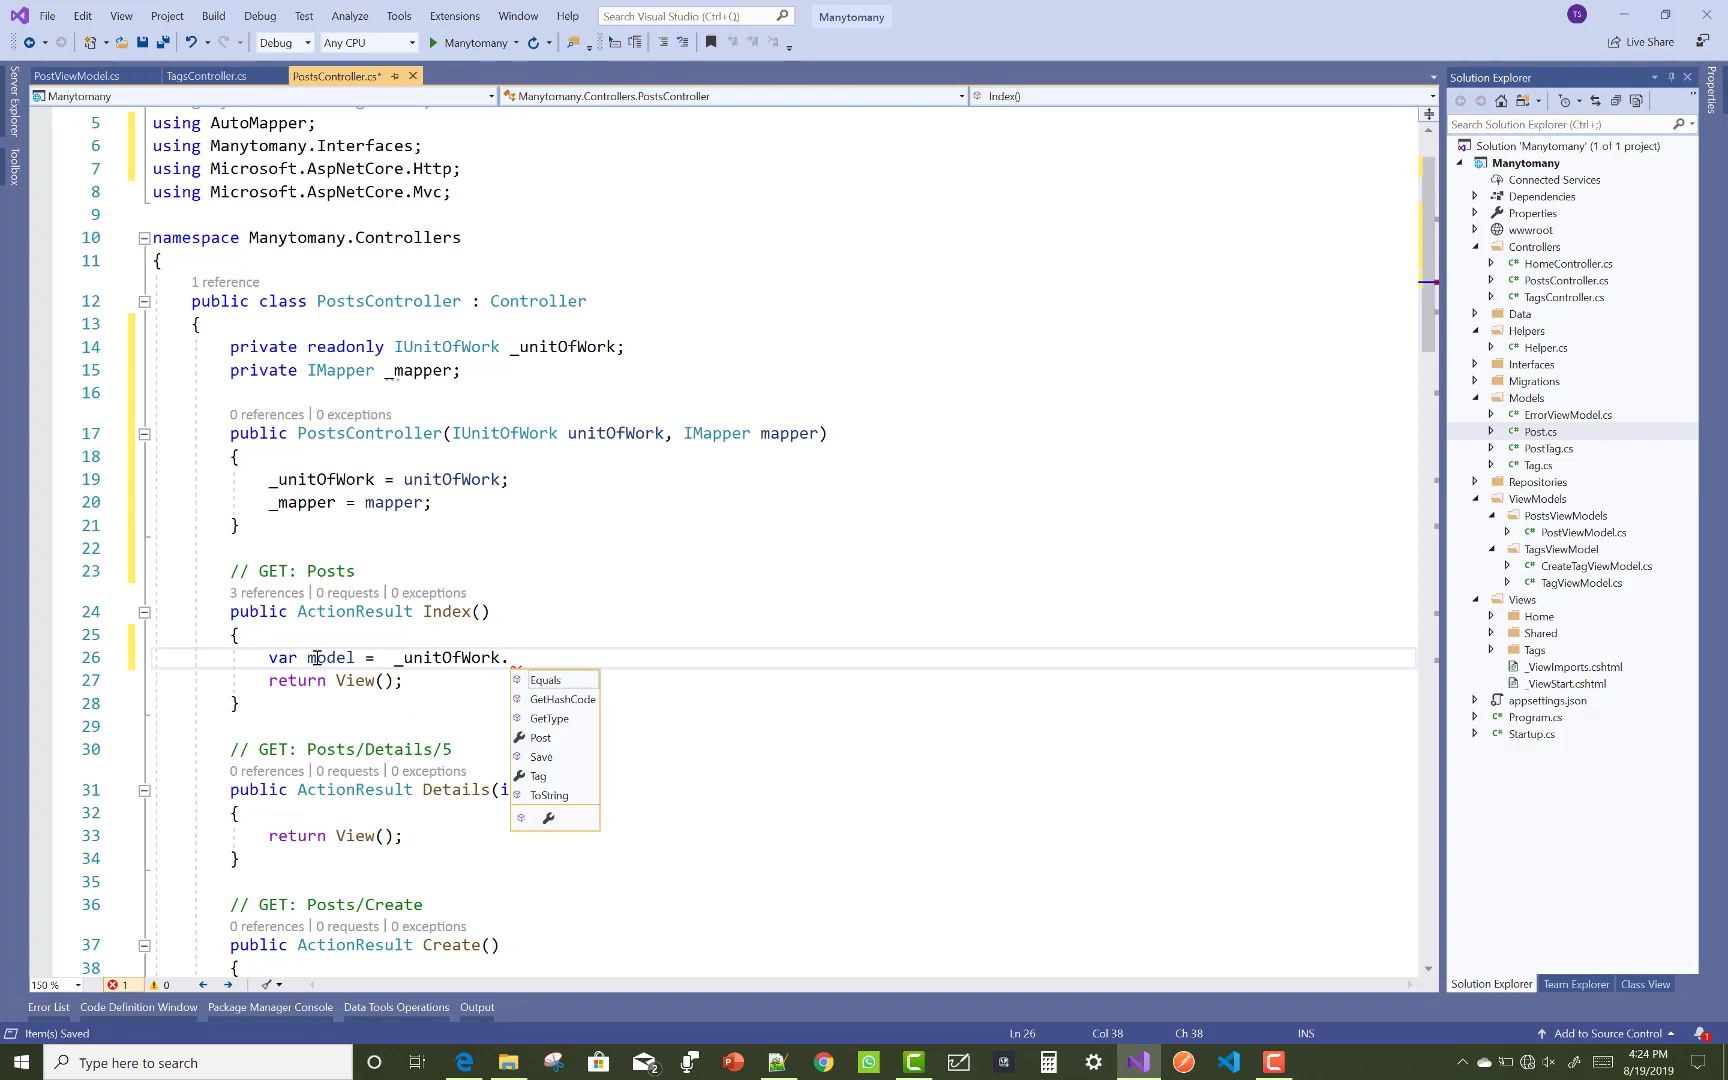 File Edit View Project Build Debug Test Analyze Tools Extensions Window Help Search Visual Studio (Ctrl+Q) Manytomany TS
Debug Any CPU Manytomany Live Share
PostViewModel.cs TagsController.cs PostsController.cs*
Manytomany Manytomany.Controllers.PostsController Index()
5 using AutoMapper;
6 using Manytomany.Interfaces;
7 using Microsoft.AspNetCore.Http;
8 using Microsoft.AspNetCore.Mvc;
9
10 namespace Manytomany.Controllers
11 {
1 reference
12 public class PostsController : Controller
13 {
14 private readonly IUnitOfWork _unitOfWork;
15 private IMapper _mapper;
16
0 references | 0 exceptions
17 public PostsController(IUnitOfWork unitOfWork, IMapper mapper)
18 {
19 _unitOfWork = unitOfWork;
20 _mapper = mapper;
21 }
22
23 // GET: Posts
3 references | 0 requests | 0 exceptions
24 public ActionResult Index()
25 {
26 var model = _unitOfWork.
27 return View();
28 }
29
30 // GET: Posts/Details/5
0 references | 0 requests | 0 exceptions
31 public ActionResult Details(i
32 {
33 return View();
34 }
35
36 // GET: Posts/Create
0 references | 0 requests | 0 exceptions
37 public ActionResult Create()
38 {
Equals
GetHashCode
GetType
Post
Save
Tag
ToString
150 % 1 0
Server Explorer
Toolbox
Solution Explorer
Search Solution Explorer (Ctrl+;)
Solution 'Manytomany' (1 of 1 project)
Manytomany
Connected Services
Dependencies
Properties
wwwroot
Controllers
C# HomeController.cs
C# PostsController.cs
C# TagsController.cs
Data
Helpers
C# Helper.cs
Interfaces
Migrations
Models
C# ErrorViewModel.cs
C# Post.cs
C# PostTag.cs
C# Tag.cs
Repositories
ViewModels
PostsViewModels
C# PostViewModel.cs
TagsViewModel
C# CreateTagViewModel.cs
C# TagViewModel.cs
Views
Home
Shared
Tags
_ViewImports.cshtml
_ViewStart.cshtml
appsettings.json
C# Program.cs
C# Startup.cs
Solution Explorer Team Explorer Class View
Properties
Error List Code Definition Window Package Manager Console Data Tools Operations Output
Item(s) Saved Ln 26 Col 38 Ch 38 INS Add to Source Control 1
Type here to search 2 4:24 PM
8/19/2019